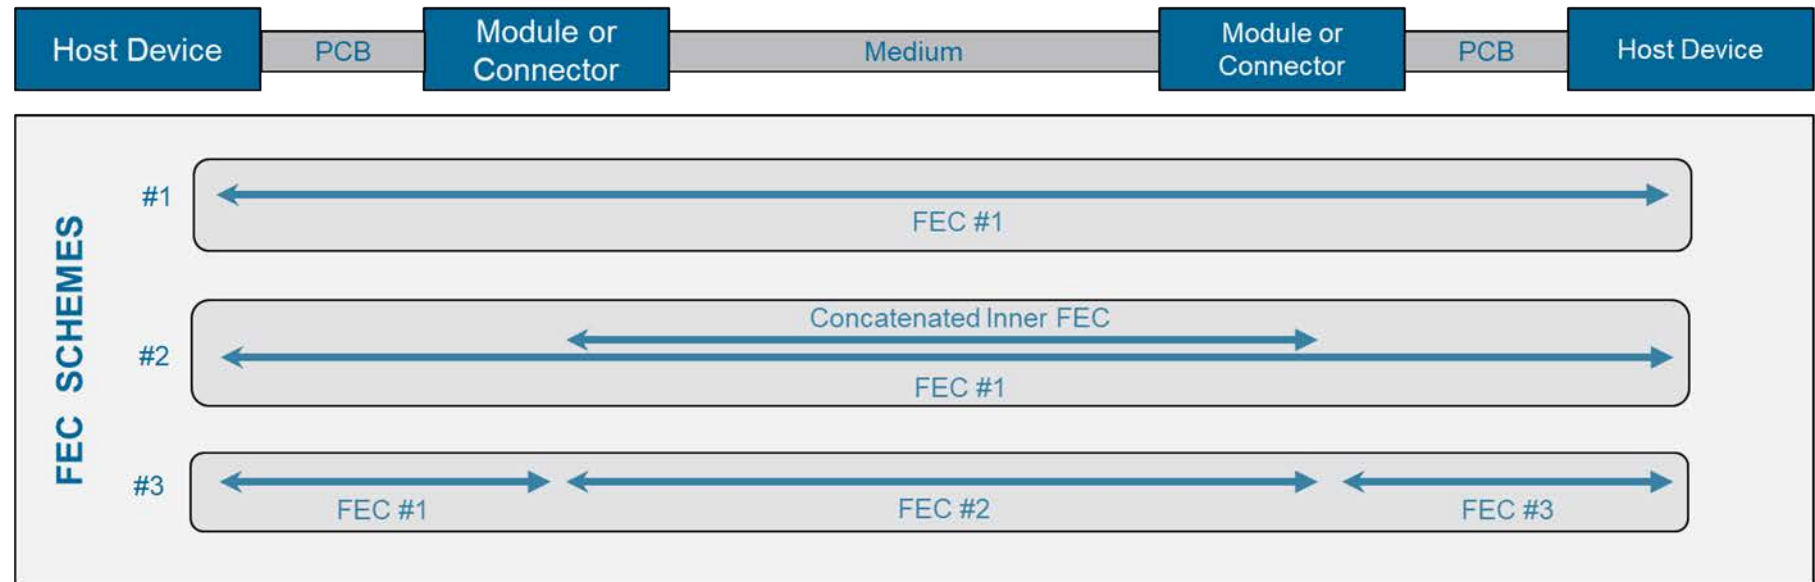 Host Device
PCB
Module or
Connector
Medium
Module or
Connector
PCB
Host Device
FEC SCHEMES
#1
FEC #1
#2
Concatenated Inner FEC
FEC #1
#3
FEC #1
FEC #2
FEC #3